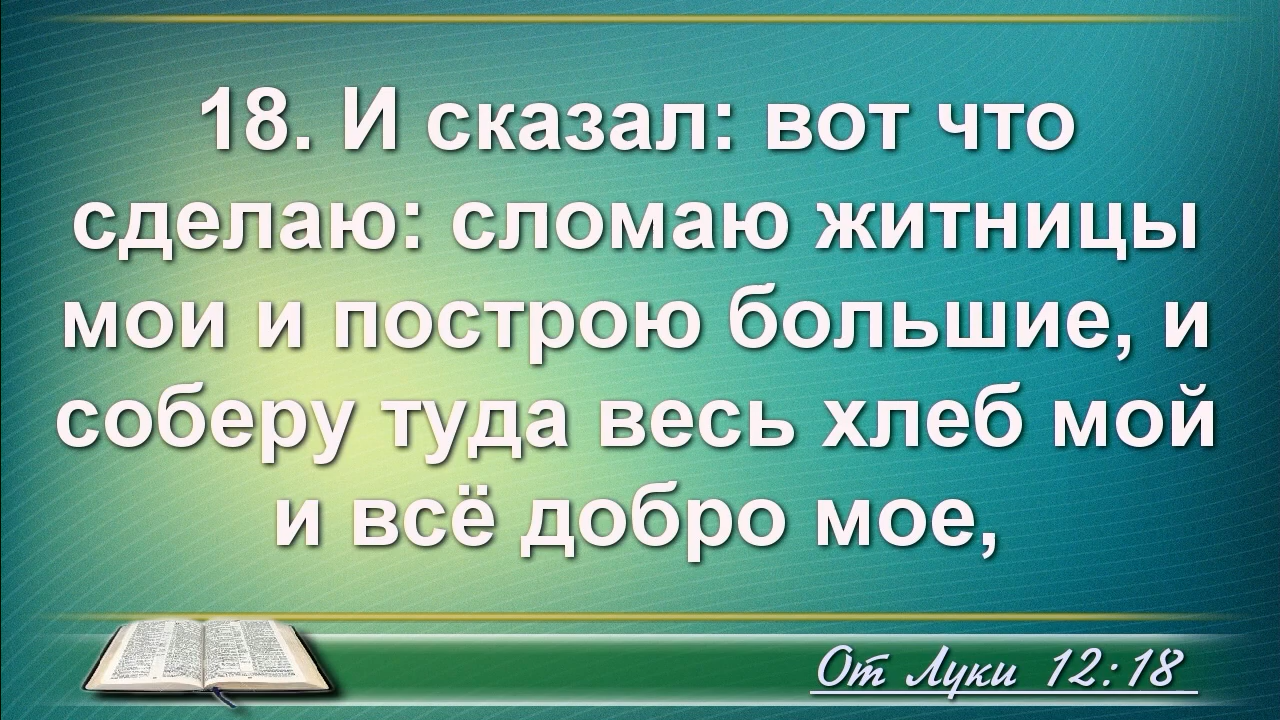 18. И сказал: вот что
сделаю: сломаю житницы
мои и построю большие, и
соберу туда весь хлеб мой
и всё добро мое,
От Луки 12:18